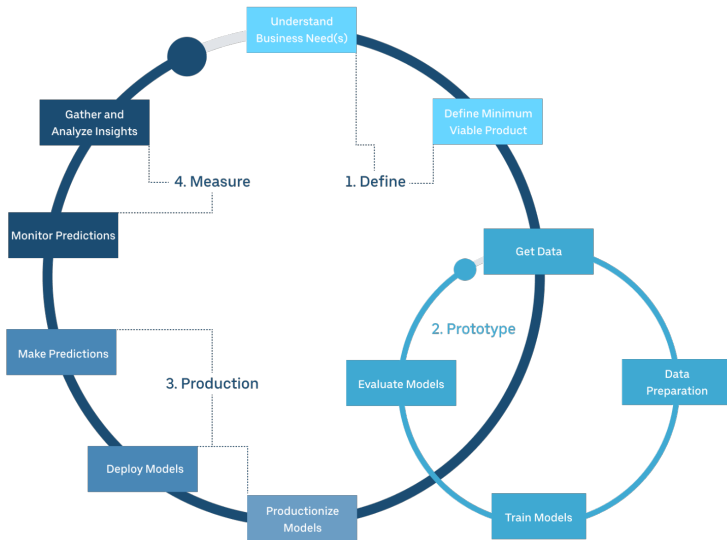 Understand
Business Need(s)
Define Minimum
Viable Product
1. Define
Get Data
2. Prototype
Data
Preparation
Train Models
Evaluate Models
Productionize
Models
Deploy Models
3. Production
Make Predictions
Monitor Predictions
4. Measure
Gather and
Analyze Insights